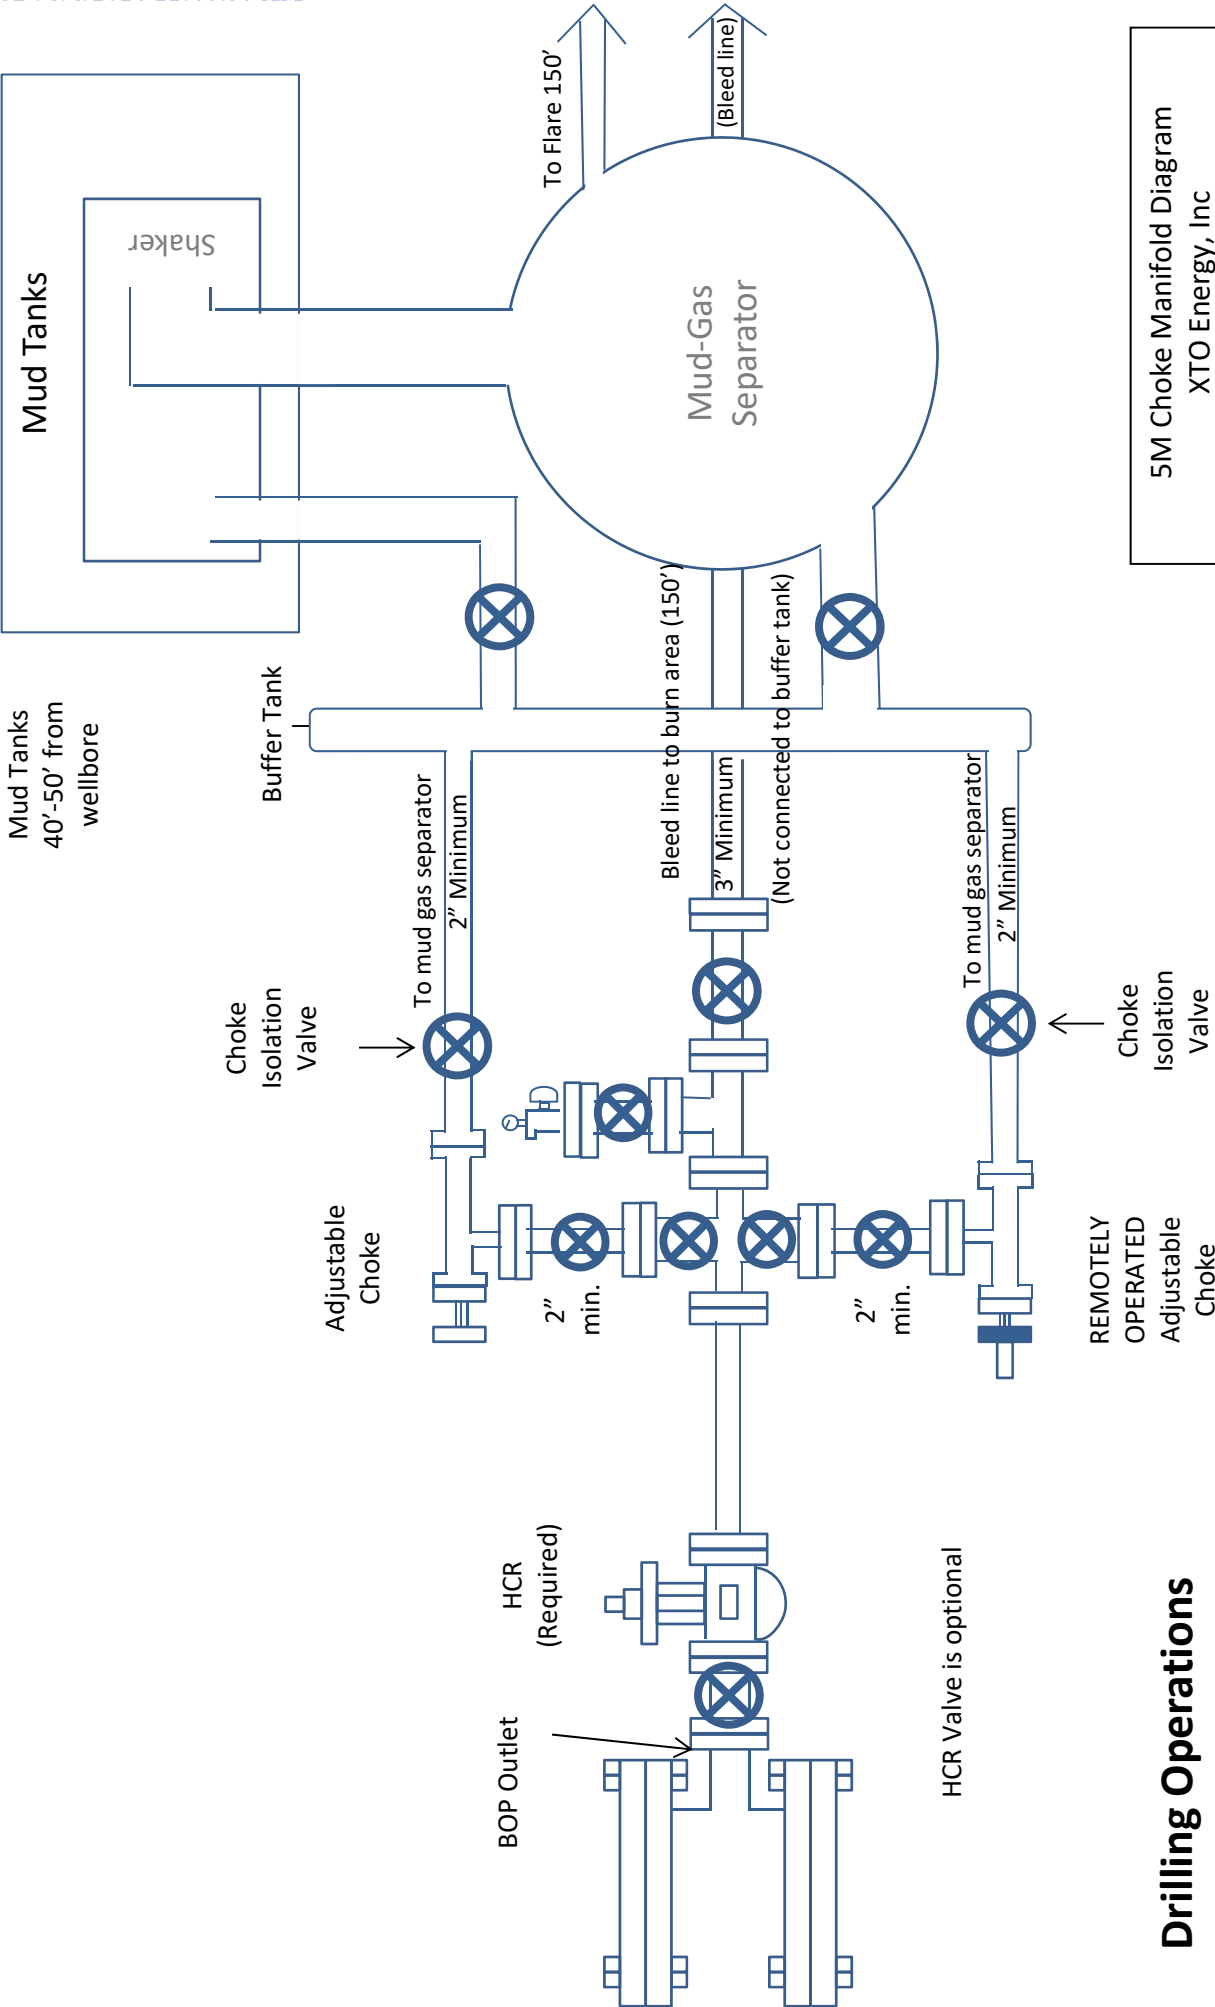 Mud Tanks
Shaker
Mud Tanks
40’-50’ from
wellbore
Buffer Tank
To Flare 150’
(Bleed line)
Mud-Gas
Separator
Bleed line to burn area (150’)
3” Minimum
(Not connected to buffer tank)
To mud gas separator
2” Minimum
To mud gas separator
2” Minimum
Choke
Isolation
Valve
Choke
Isolation
Valve
Adjustable
Choke
2”
min.
2”
min.
REMOTELY
OPERATED
Adjustable
Choke
HCR
(Required)
BOP Outlet
HCR Valve is optional
Drilling Operations
5M Choke Manifold Diagram
XTO Energy, Inc